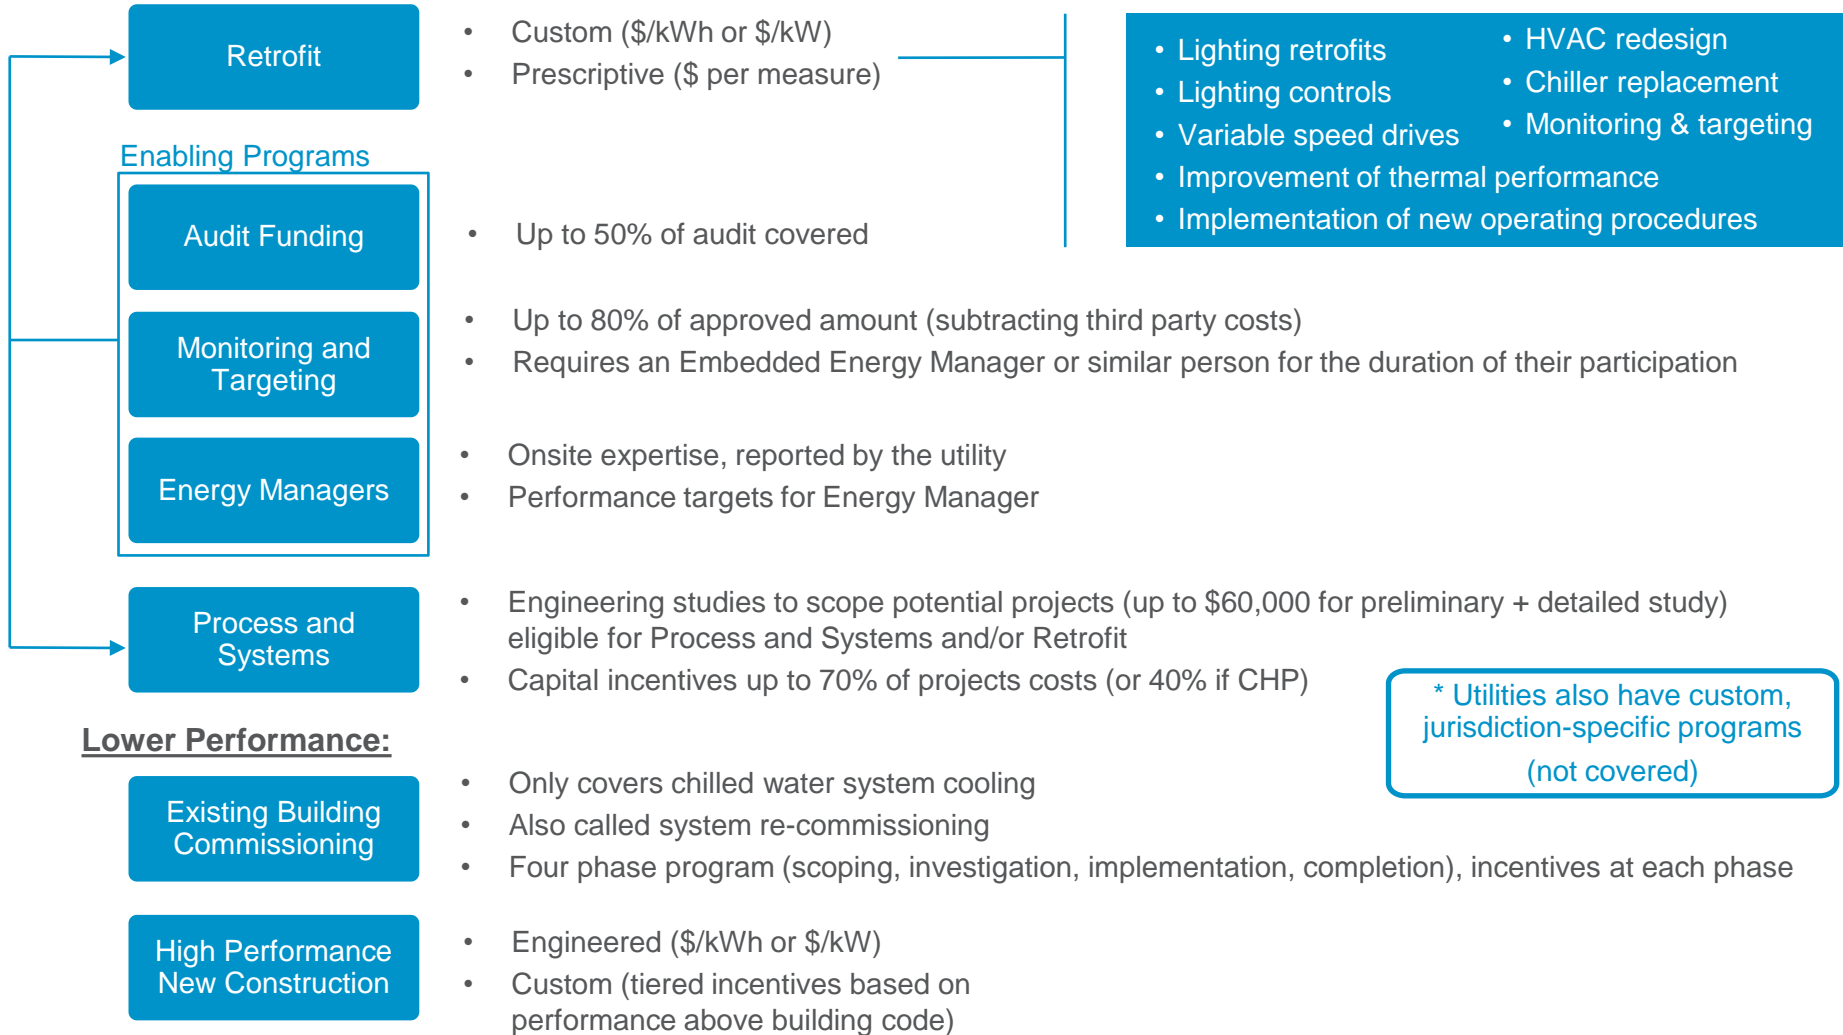 Retrofit
• Custom ($/kWh or $/kW)
• Prescriptive ($ per measure)
• Lighting retrofits
• Lighting controls
• Variable speed drives
• Improvement of thermal performance
• Implementation of new operating procedures
• HVAC redesign
• Chiller replacement
• Monitoring & targeting
Enabling Programs
Audit Funding
• Up to 50% of audit covered
Monitoring and
Targeting
• Up to 80% of approved amount (subtracting third party costs)
• Requires an Embedded Energy Manager or similar person for the duration of their participation
Energy Managers
• Onsite expertise, reported by the utility
• Performance targets for Energy Manager
Process and
Systems
• Engineering studies to scope potential projects (up to $60,000 for preliminary + detailed study)
eligible for Process and Systems and/or Retrofit
• Capital incentives up to 70% of projects costs (or 40% if CHP)
* Utilities also have custom,
jurisdiction-specific programs
(not covered)
Lower Performance:
Existing Building
Commissioning
• Only covers chilled water system cooling
• Also called system re-commissioning
• Four phase program (scoping, investigation, implementation, completion), incentives at each phase
High Performance
New Construction
• Engineered ($/kWh or $/kW)
• Custom (tiered incentives based on
performance above building code)